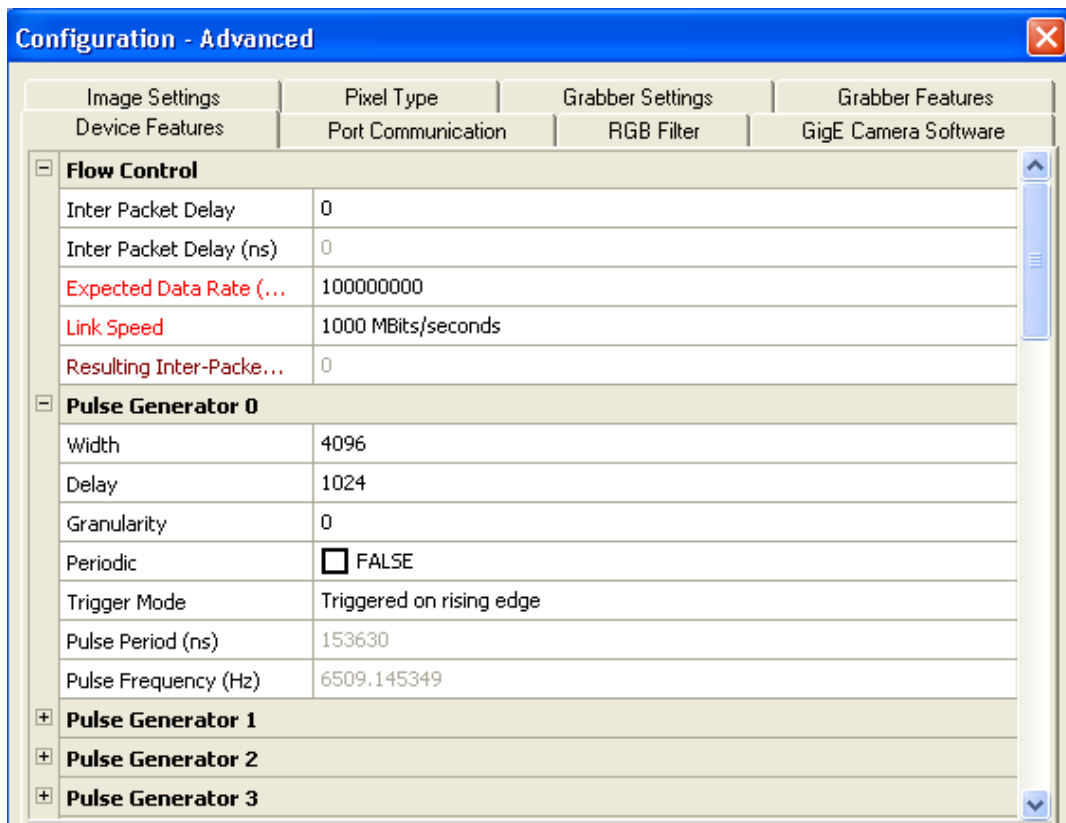 Configuration - Advanced
Image Settings Pixel Type Grabber Settings Grabber Features
Device Features Port Communication RGB Filter GigE Camera Software
Flow Control
Inter Packet Delay 0
Inter Packet Delay (ns) 0
Expected Data Rate (... 100000000
Link Speed 1000 MBits/seconds
Resulting Inter-Packe... 0
Pulse Generator 0
Width 4096
Delay 1024
Granularity 0
Periodic FALSE
Trigger Mode Triggered on rising edge
Pulse Period (ns) 153630
Pulse Frequency (Hz) 6509.145349
Pulse Generator 1
Pulse Generator 2
Pulse Generator 3